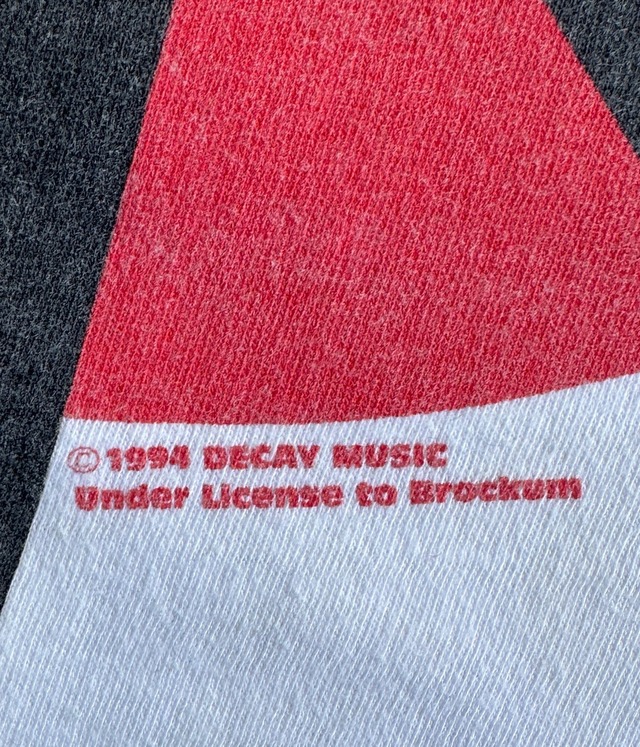 ©1994 DECAY MUSIC
Under License to Brockum